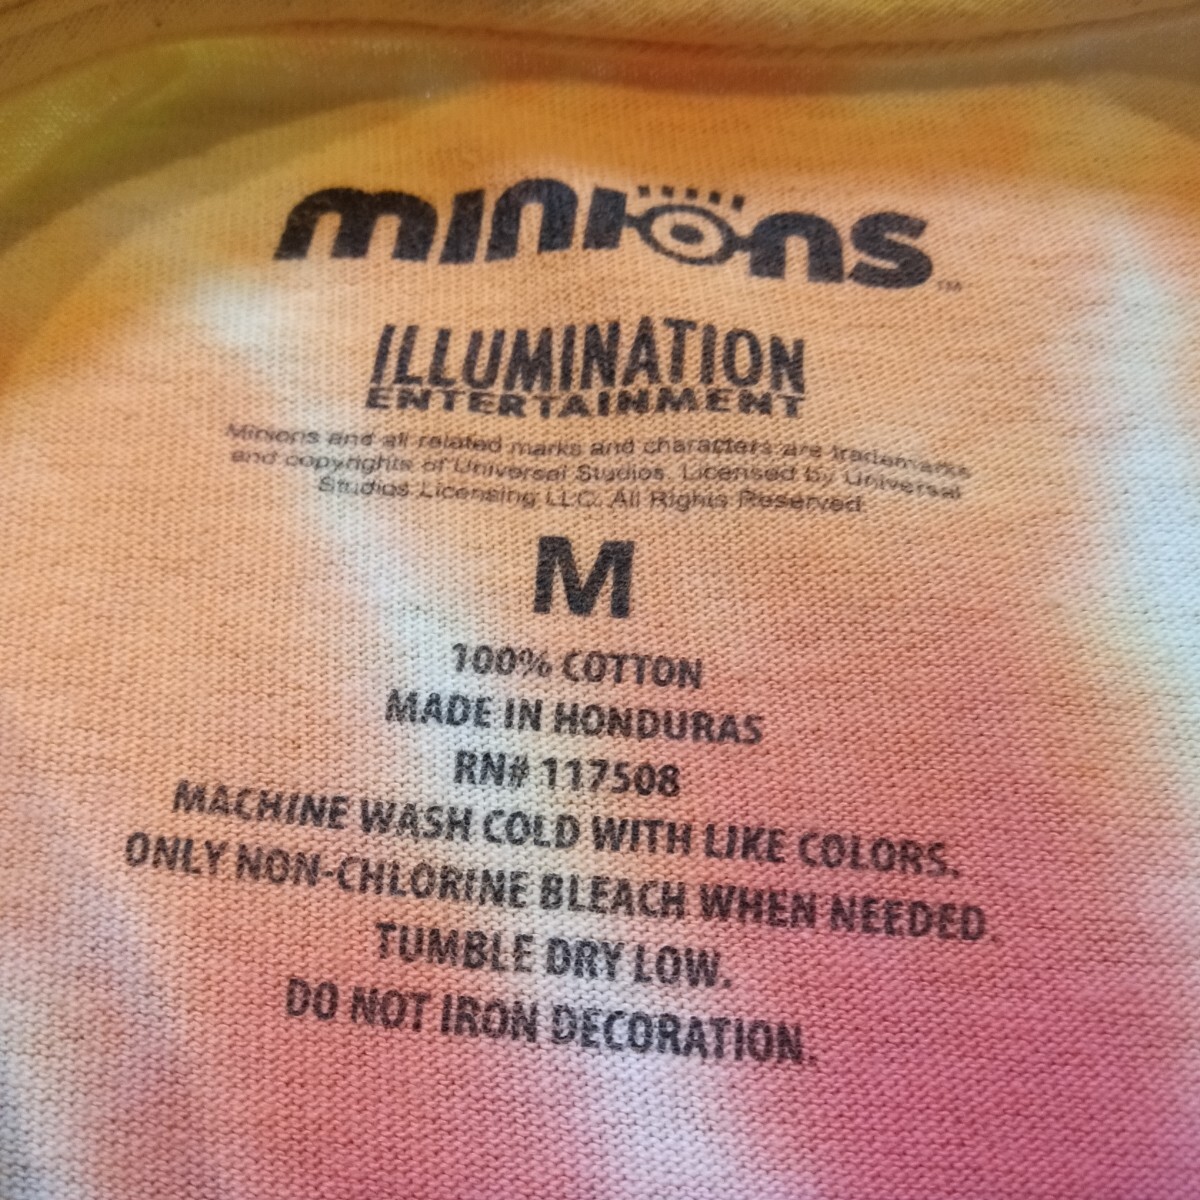 minions™
ILLUMINATION
ENTERTAINMENT
Minions and all related marks and characters are trademarks
and copyrights of Universal Studios. Licensed by Universal
Studios Licensing LLC. All Rights Reserved.
M
100% COTTON
MADE IN HONDURAS
RN# 117508
MACHINE WASH COLD WITH LIKE COLORS.
ONLY NON-CHLORINE BLEACH WHEN NEEDED.
TUMBLE DRY LOW.
DO NOT IRON DECORATION.